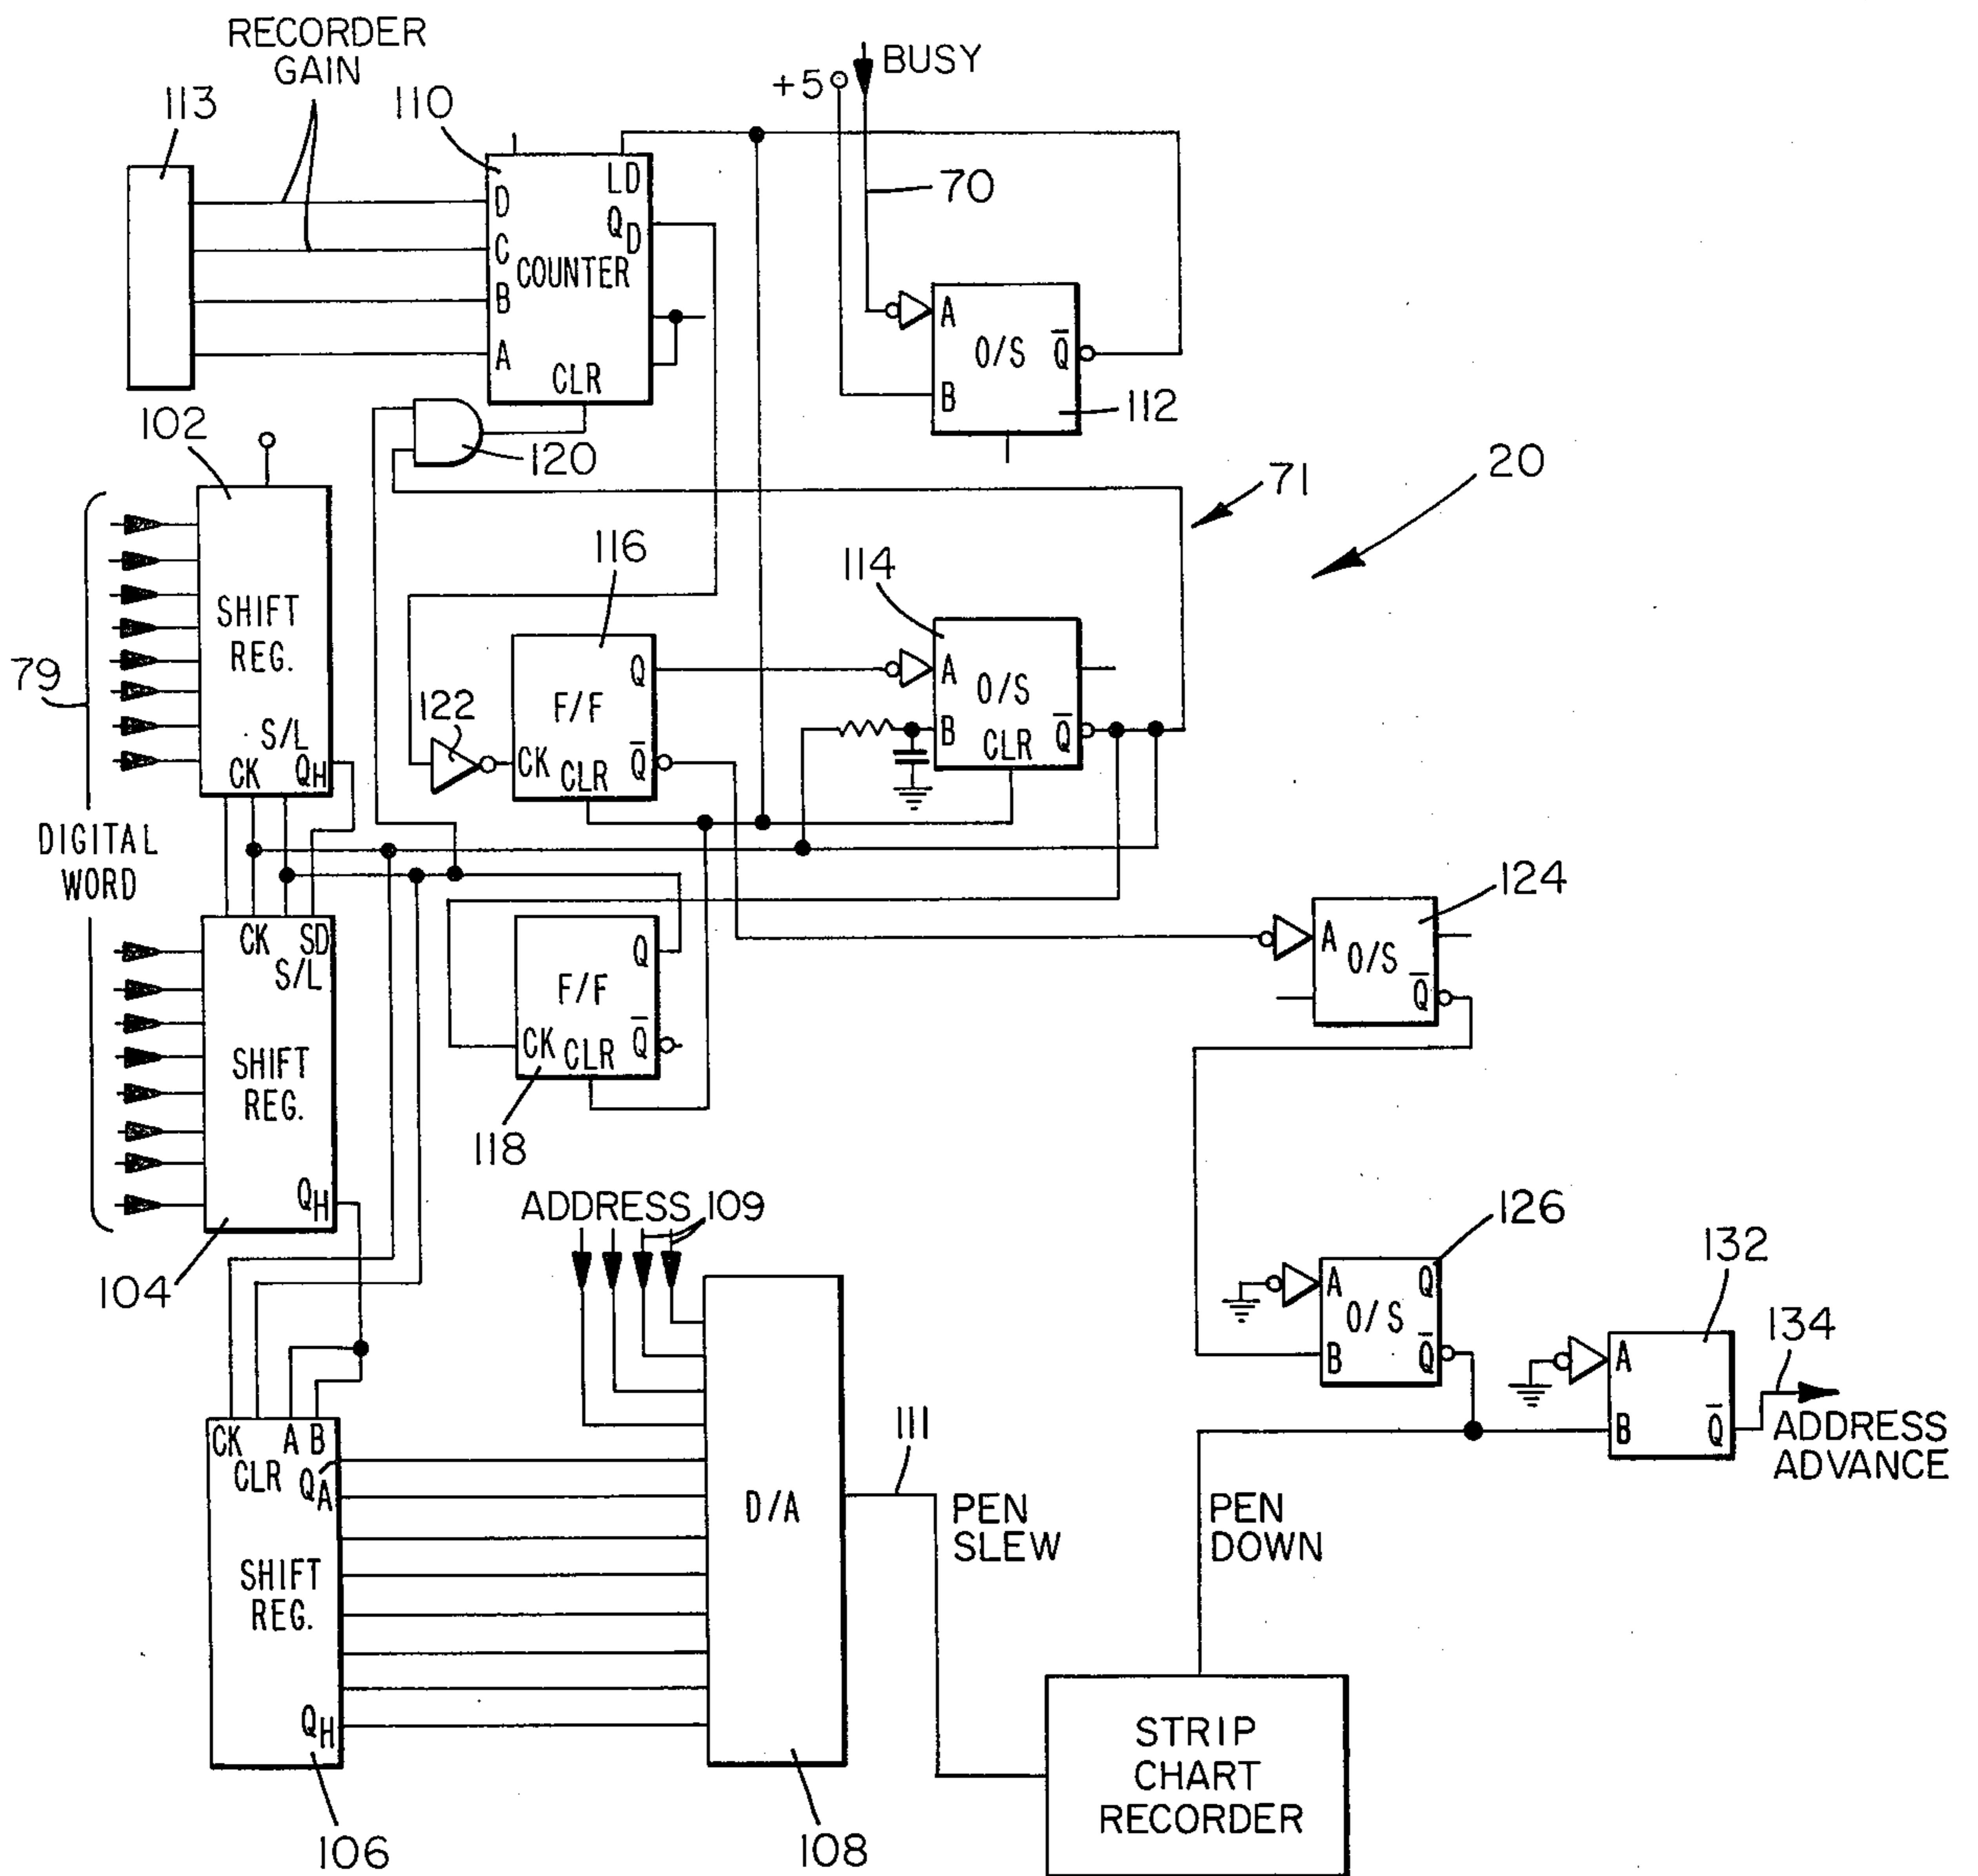 RECORDER
GAIN
113
110
+5
BUSY
70
LD
D
QD
C
COUNTER
B
A
CLR
A
O/S
Q̅
B
112
120
102
71
20
79
SHIFT
REG.
S/L
CK
QH
116
114
122
Q
F/F
CK
CLR
Q̅
A
O/S
B
CLR
Q̅
DIGITAL
WORD
CK
SD
S/L
SHIFT
REG.
QH
104
Q
F/F
CK
CLR
Q̅
118
124
A
O/S
Q̅
ADDRESS
109
126
A
Q
O/S
B
Q̅
132
A
B
Q̅
134
ADDRESS
ADVANCE
CK
A
B
CLR
QA
SHIFT
REG.
QH
106
D/A
108
111
PEN
SLEW
PEN
DOWN
STRIP
CHART
RECORDER